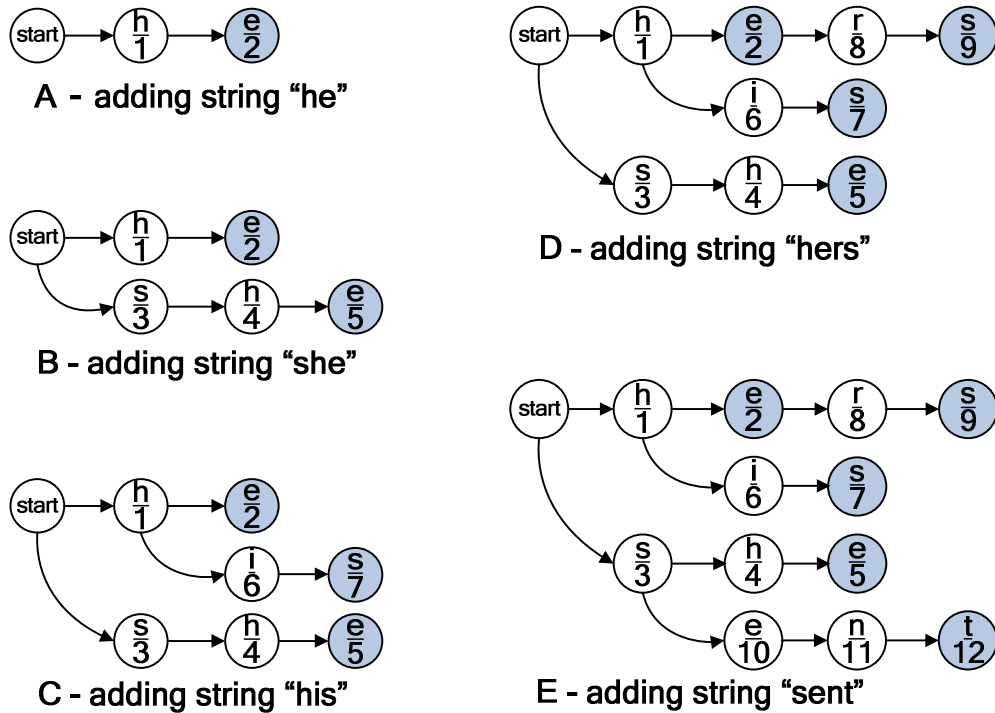 start
h
1
e
2
A - adding string “he”
start
h
1
e
2
s
3
h
4
e
5
B - adding string “she”
start
h
1
e
2
i
6
s
7
s
3
h
4
e
5
C - adding string “his”
start
h
1
e
2
r
8
s
9
i
6
s
7
s
3
h
4
e
5
D - adding string “hers”
start
h
1
e
2
r
8
s
9
i
6
s
7
s
3
h
4
e
5
e
10
n
11
t
12
E - adding string “sent”